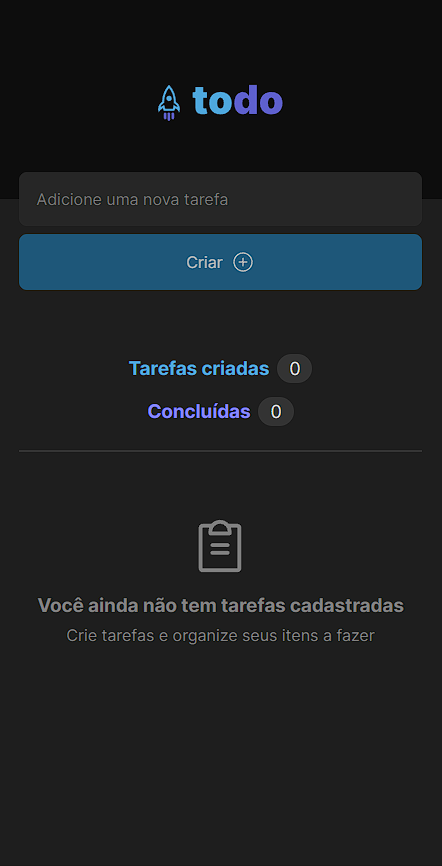 todo
Adicione uma nova tarefa
Criar
Tarefas criadas 0
Concluídas 0
Você ainda não tem tarefas cadastradas
Crie tarefas e organize seus itens a fazer